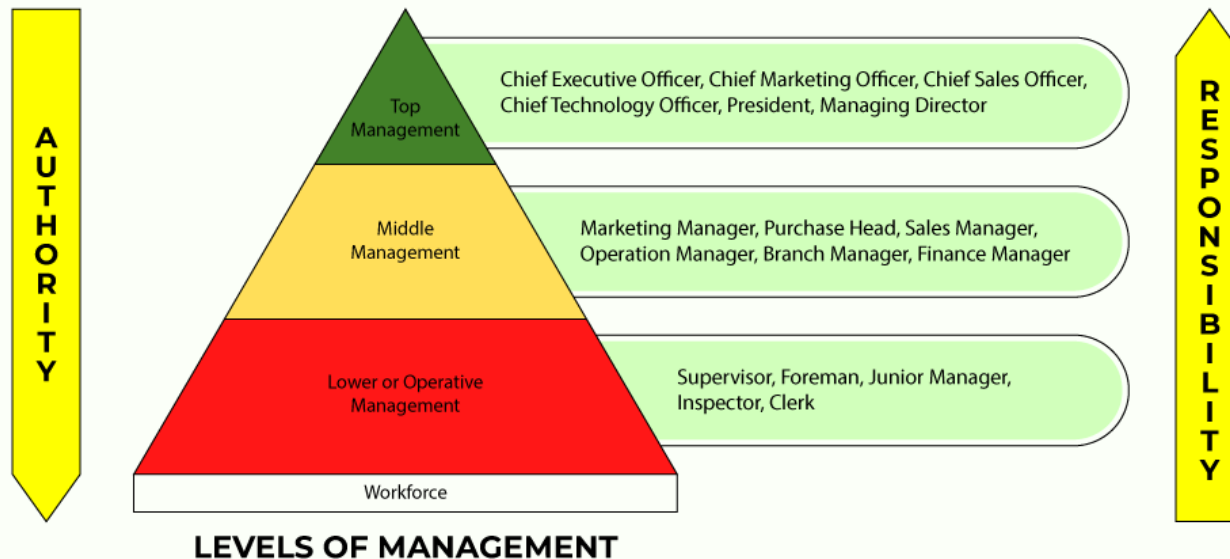 AUTHORITY
Top
Management
Chief Executive Officer, Chief Marketing Officer, Chief Sales Officer,
Chief Technology Officer, President, Managing Director
Middle
Management
Marketing Manager, Purchase Head, Sales Manager,
Operation Manager, Branch Manager, Finance Manager
Lower or Operative
Management
Supervisor, Foreman, Junior Manager,
Inspector, Clerk
Workforce
RESPONSIBILITY
LEVELS OF MANAGEMENT